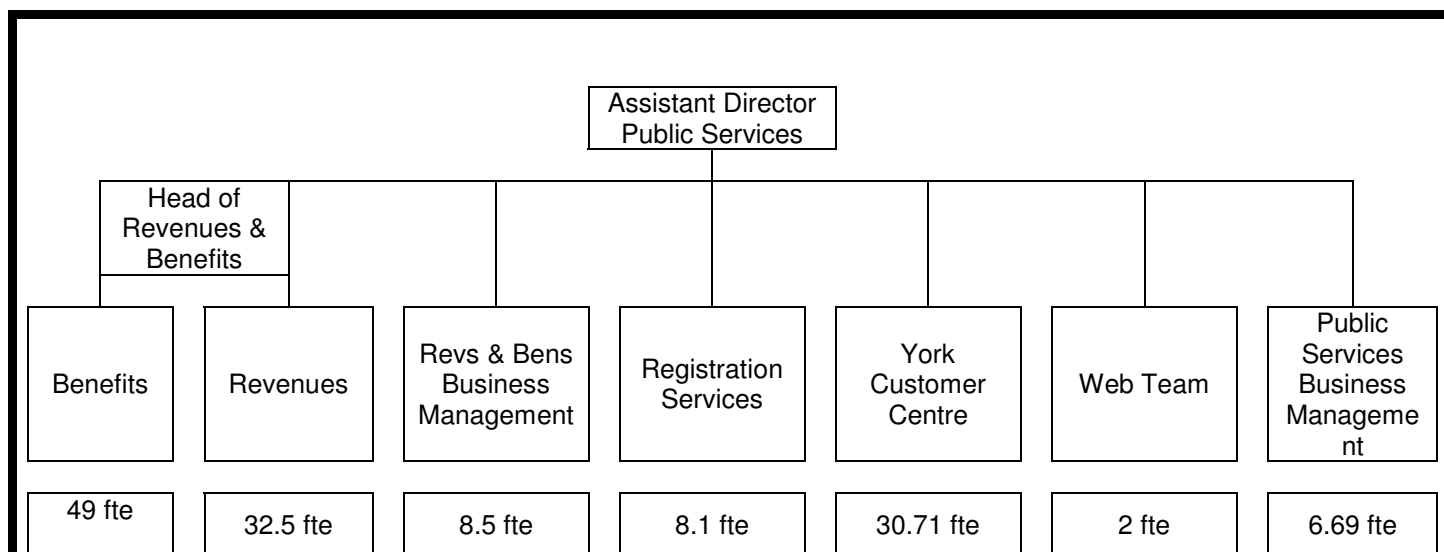 Assistant Director
Public Services
Head of
Revenues &
Benefits
Benefits
Revenues
Revs & Bens
Business
Management
Registration
Services
York
Customer
Centre
Web Team
Public
Services
Business
Manageme
nt
49 fte
32.5 fte
8.5 fte
8.1 fte
30.71 fte
2 fte
6.69 fte